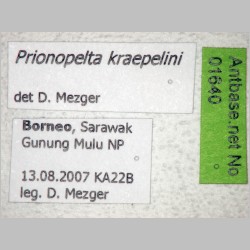 Prionopelta kraepelini
det D. Mezger
Borneo, Sarawak
Gunung Mulu NP
13.08.2007 KA22B
leg. D. Mezger
Antbase.net No
01640